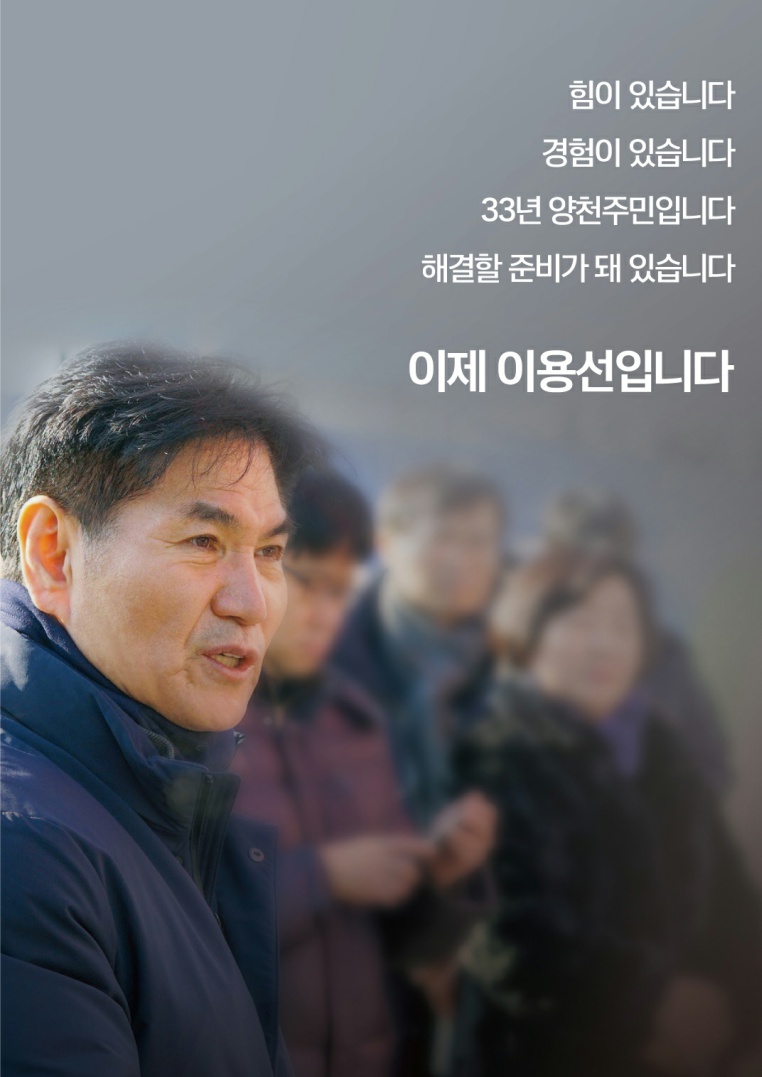 힘이 있습니다
경험이 있습니다
33년 양천주민입니다
해결할 준비가 돼 있습니다
이제 이용선입니다